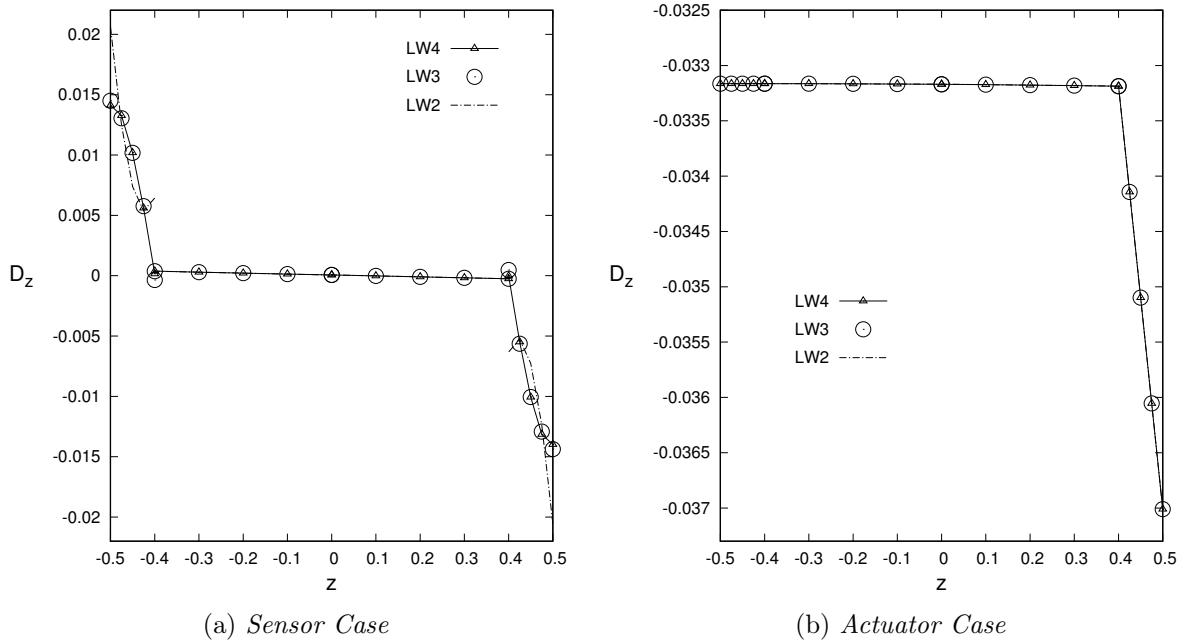 0.02
0.015
0.01
0.005
0
-0.005
-0.01
-0.015
-0.02
D_z
-0.5 -0.4 -0.3 -0.2 -0.1 0 0.1 0.2 0.3 0.4 0.5
z
LW4
LW3
LW2
(a) Sensor Case
-0.0325
-0.033
-0.0335
-0.034
-0.0345
-0.035
-0.0355
-0.036
-0.0365
-0.037
D_z
-0.5 -0.4 -0.3 -0.2 -0.1 0 0.1 0.2 0.3 0.4 0.5
z
LW4
LW3
LW2
(b) Actuator Case